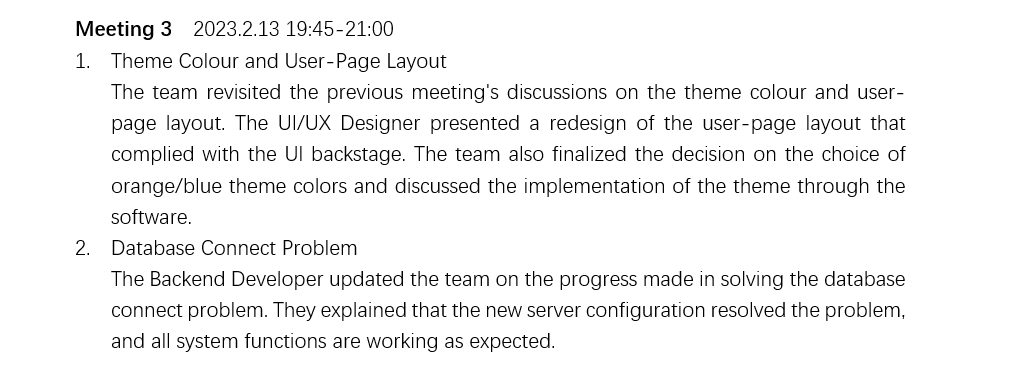 Meeting 3 2023.2.13 19:45-21:00
1. Theme Colour and User-Page Layout
The team revisited the previous meeting's discussions on the theme colour and user-
page layout. The UI/UX Designer presented a redesign of the user-page layout that
complied with the UI backstage. The team also finalized the decision on the choice of
orange/blue theme colors and discussed the implementation of the theme through the
software.
2. Database Connect Problem
The Backend Developer updated the team on the progress made in solving the database
connect problem. They explained that the new server configuration resolved the problem,
and all system functions are working as expected.